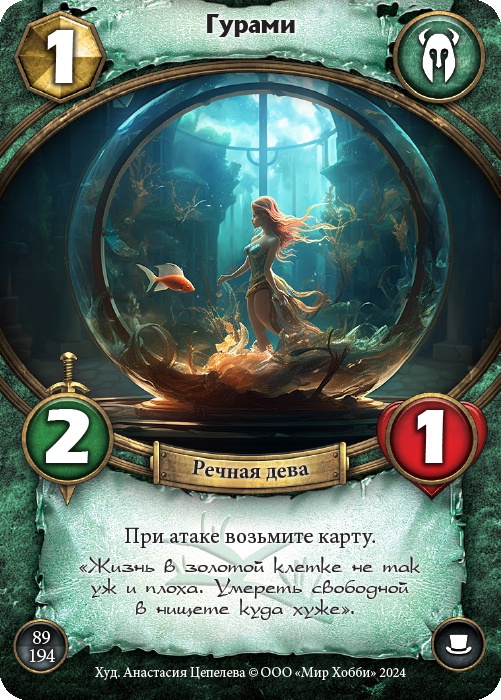 Гурами
1
2
1
Речная дева
При атаке возьмите карту.
«Жизнь в золотой клетке не так
уж и плоха. Умереть свободной
в нищете куда хуже».
89
194
Худ. Анастасия Цепелева © ООО «Мир Хобби» 2024